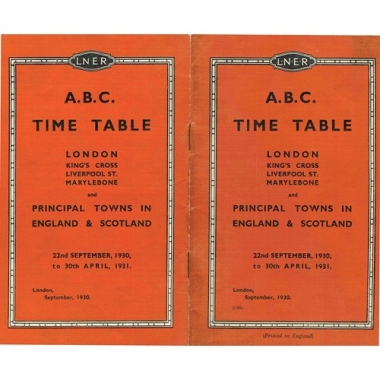 L·N·E·R
A.B.C.
TIME TABLE
LONDON
KING'S CROSS
LIVERPOOL ST.
MARYLEBONE
and
PRINCIPAL TOWNS IN
ENGLAND & SCOTLAND
22nd SEPTEMBER, 1930,
to 30th APRIL, 1931.
London,
September, 1930.
L·N·E·R
A.B.C.
TIME TABLE
LONDON
KING'S CROSS
LIVERPOOL ST.
MARYLEBONE
and
PRINCIPAL TOWNS IN
ENGLAND & SCOTLAND
22nd SEPTEMBER, 1930,
to 30th APRIL, 1931.
London,
September, 1930.
(Printed in England)